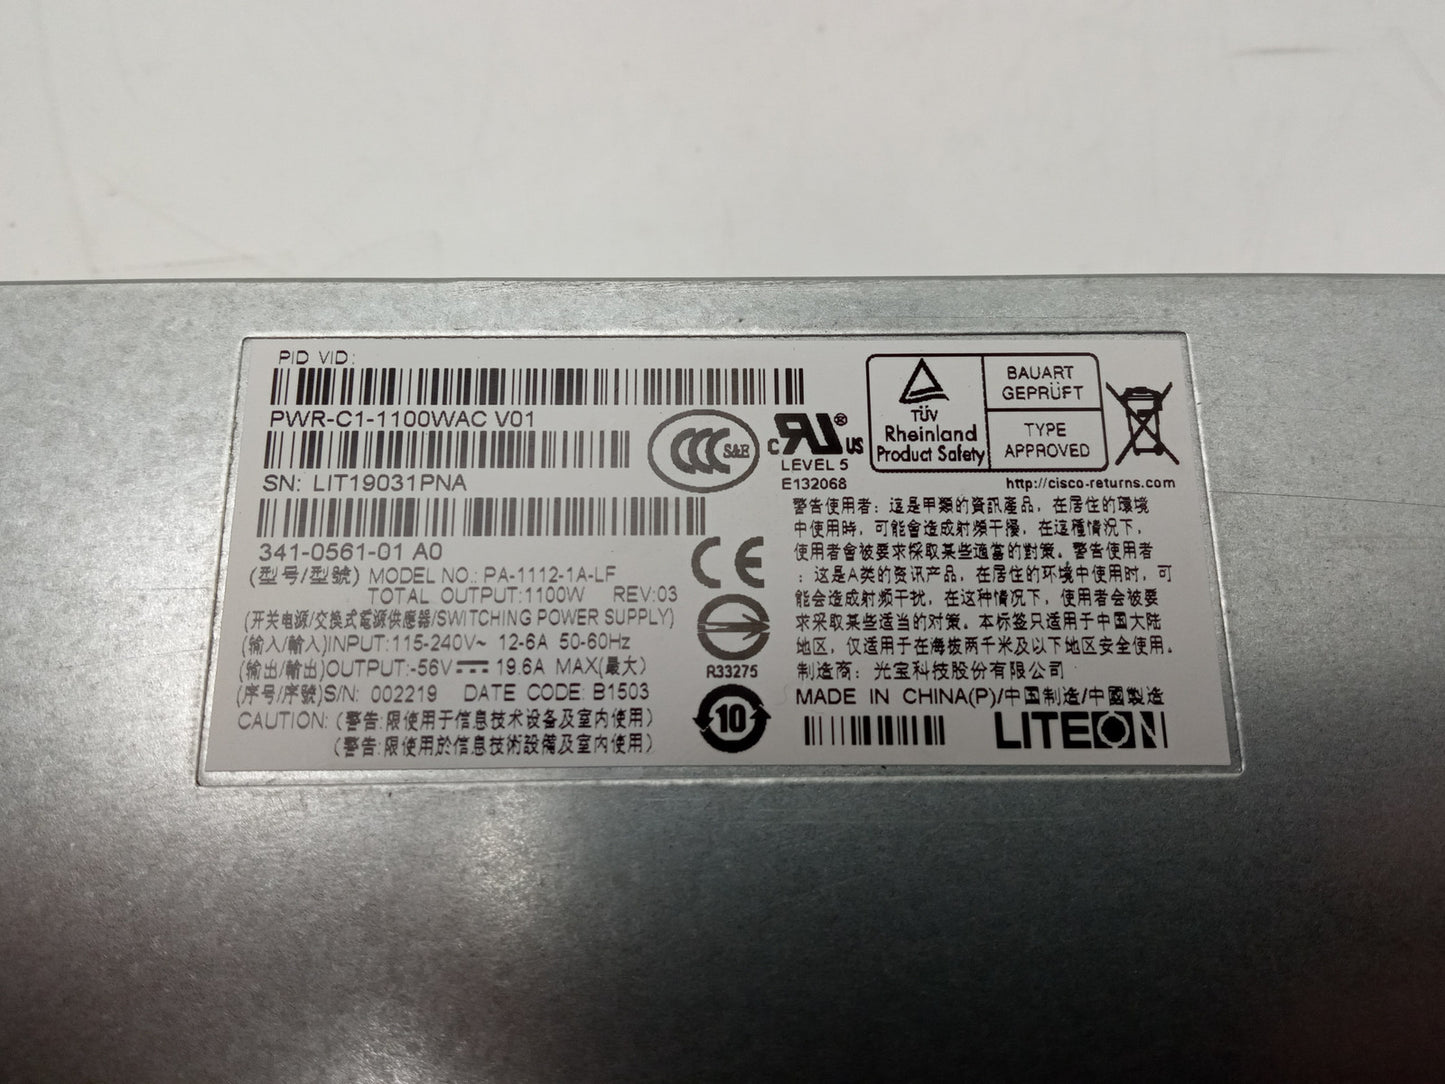 PID VID:
PWR-C1-1100WAC V01
SN: LIT19031PNA
341-0561-01 A0
(型号/型號) MODEL NO.: PA-1112-1A-LF
TOTAL OUTPUT:1100W REV:03
(开关电源/交换式電源供應器/SWITCHING POWER SUPPLY)
(输入/輸入)INPUT:115-240V~ 12-6A 50-60Hz
(输出/輸出)OUTPUT:-56V⎓ 19.6A MAX(最大)
(序号/序號)S/N: 002219 DATE CODE: B1503
CAUTION: (警告:限使用于信息技术设备及室内使用)
(警告:限使用於信息技術設備及室内使用)
CCC S&E
c RU ® US
LEVEL 5
E132068
TÜV
Rheinland
Product Safety
BAUART
GEPRÜFT
TYPE
APPROVED
http://cisco-returns.com
CE
R33275
10
警告使用者: 這是甲類的資訊產品, 在居住的環境
中使用時, 可能會造成射頻干擾, 在這種情況下,
使用者會被要求採取某些適當的對策。警告使用者
: 这是A类的资讯产品, 在居住的环境中使用时, 可
能会造成射频干扰, 在这种情况下, 使用者会被要
求采取某些适当的对策。本标签只适用于中国大陆
地区, 仅适用于在海拔两千米及以下地区安全使用。
制造商: 光宝科技股份有限公司
MADE IN CHINA(P)/中国制造/中國製造
LITEON